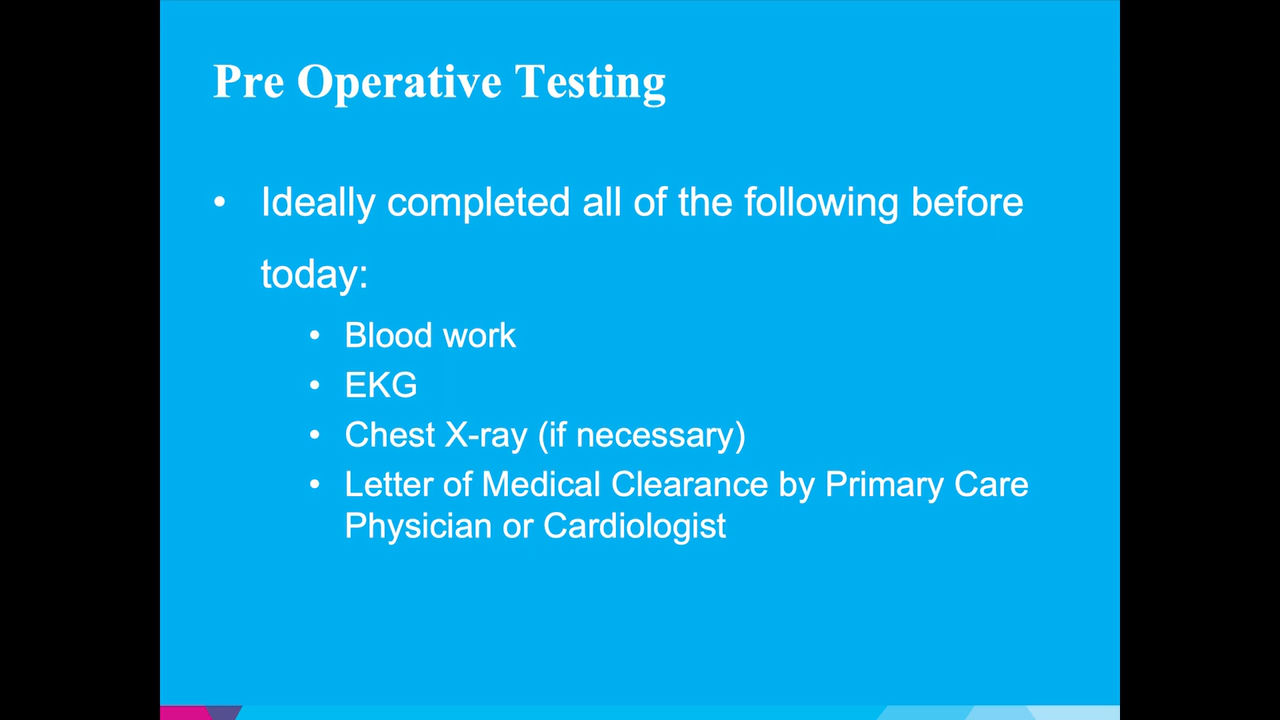 Pre Operative Testing
• Ideally completed all of the following before
today:
• Blood work
• EKG
• Chest X-ray (if necessary)
• Letter of Medical Clearance by Primary Care
Physician or Cardiologist